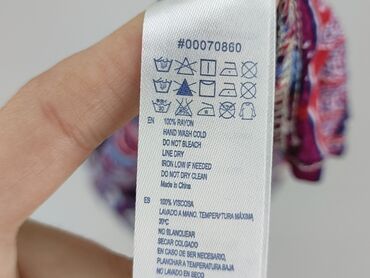 #00070860
EN 100% RAYON
HAND WASH COLD
DO NOT BLEACH
LINE DRY
IRON LOW IF NEEDED
DO NOT DRY CLEAN
Made in China
ES 100% VISCOSA
LAVADO A MANO, TEMPERATURA MÁXIMA
30°C
NO BLANQUEAR
SECAR COLGADO
EN CASO DE SER NECESARIO,
PLANCHAR A TEMPERATURA BAJA
NO LAVADO EN SECO